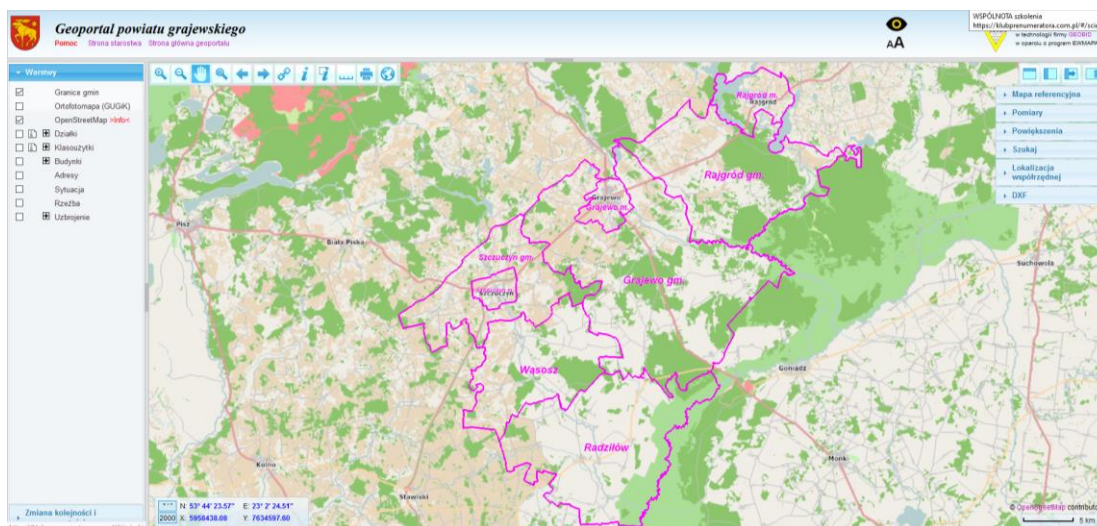 Geoportal powiatu grajewskiego
Pomoc Strona starostwa Strona główna geoportalu
AA
WSPÓLNOTA szkolenia
https://klubprenumeratora.com.pl/#/scie
w technologii firmy GEOBID
w oparciu o program EWMAPA
Warstwy
Granice gmin
Ortofotomapa (GUGiK)
OpenStreetMap >Info<
Działki
Klasoużytki
Budynki
Adresy
Sytuacja
Rzeźba
Uzbrojenie
Zmiana kolejności i
Mapa referencyjna
Pomiary
Powiększenia
Szukaj
Lokalizacja
współrzędnej
DXF
Rajgród m.
Rajgród
Rajgród gm.
Grajewo
Grajewo m.
Pisz
Biała Piska
Szczuczyn gm.
Szczuczyn
Grajewo gm.
Suchowola
Wąsosz
Goniądz
Radziłów
Mońki
Kolno
Stawiski
N: 53° 44' 23.57" E: 23° 2' 24.51"
2000 X: 5956438.08 Y: 7634597.60
© OpenStreetMap contributo
5 km